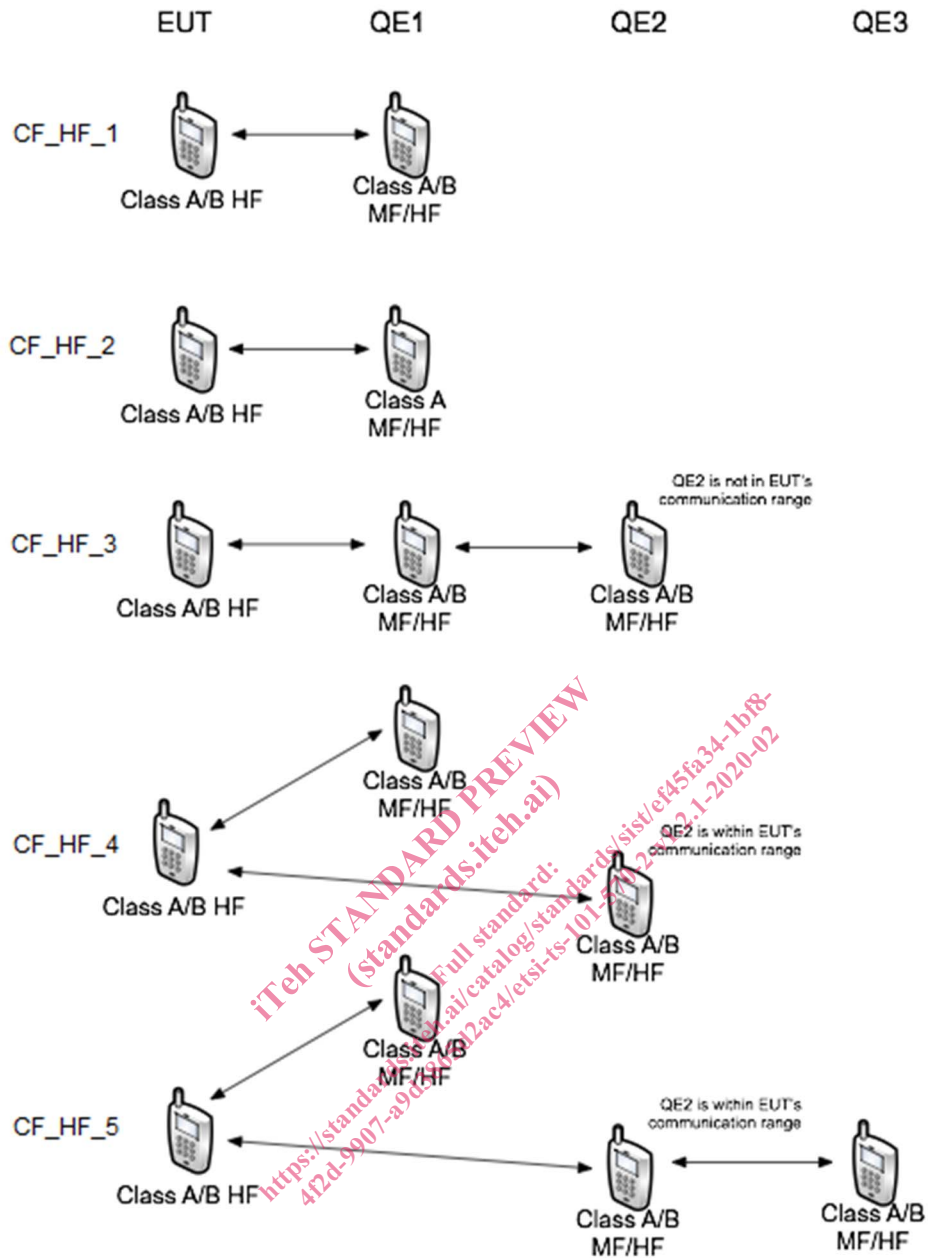 EUT QE1 QE2 QE3
CF_HF_1
Class A/B HF
Class A/B
MF/HF
CF_HF_2
Class A/B HF
Class A
MF/HF
QE2 is not in EUT's
communication range
CF_HF_3
Class A/B HF
Class A/B
MF/HF
Class A/B
MF/HF
Class A/B
MF/HF
CF_HF_4
QE2 is within EUT's
communication range
Class A/B HF
Class A/B
MF/HF
Class A/B
MF/HF
CF_HF_5
QE2 is within EUT's
communication range
Class A/B HF
Class A/B
MF/HF
Class A/B
MF/HF
iTeh STANDARD PREVIEW
(standards.iteh.ai)
Full standard: